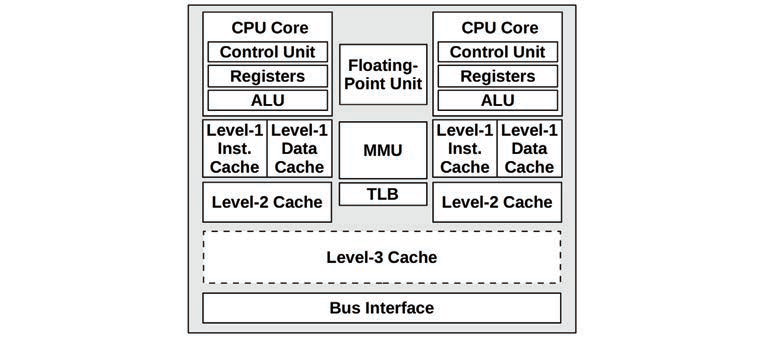 CPU Core
Control Unit
Registers
ALU
Level-1
Inst.
Cache
Level-1
Data
Cache
Level-2 Cache
Floating-
Point Unit
MMU
TLB
CPU Core
Control Unit
Registers
ALU
Level-1
Inst.
Cache
Level-1
Data
Cache
Level-2 Cache
Level-3 Cache
Bus Interface